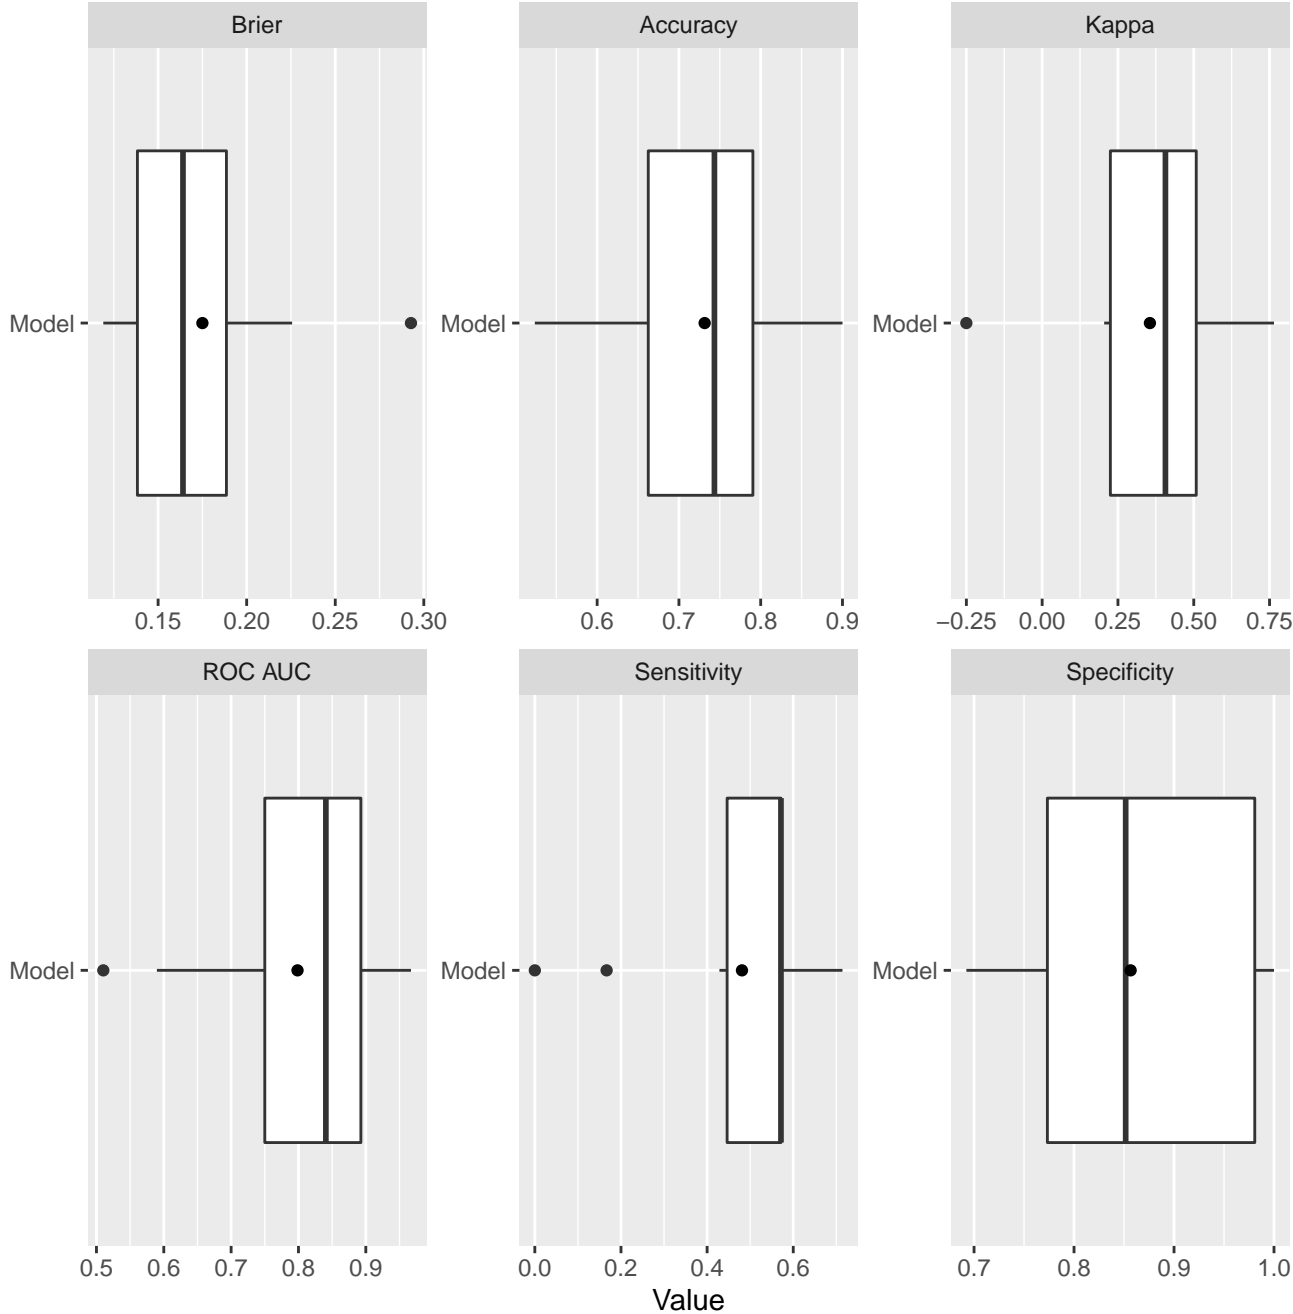 Brier Accuracy Kappa
Model Model Model
0.15 0.20 0.25 0.30 0.6 0.7 0.8 0.9 −0.25 0.00 0.25 0.50 0.75
ROC AUC Sensitivity Specificity
Model Model Model
0.5 0.6 0.7 0.8 0.9 0.0 0.2 0.4 0.6 0.7 0.8 0.9 1.0
Value